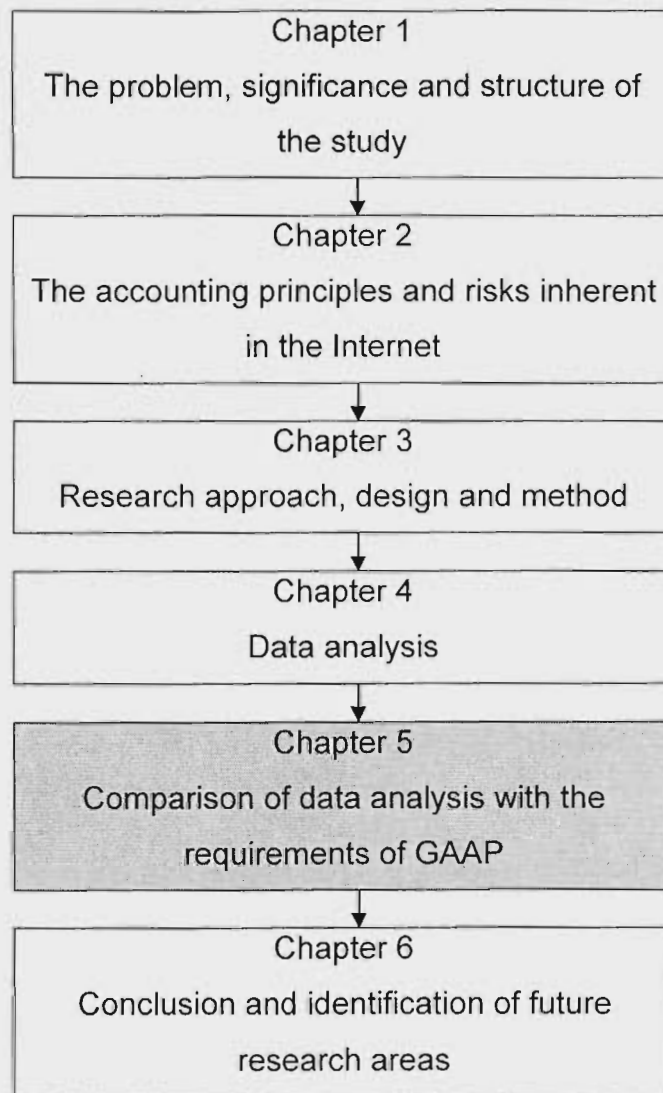 Chapter 1
The problem, significance and structure of
the study
Chapter 2
The accounting principles and risks inherent
in the Internet
Chapter 3
Research approach, design and method
Chapter 4
Data analysis
Chapter 5
Comparison of data analysis with the
requirements of GAAP
Chapter 6
Conclusion and identification of future
research areas